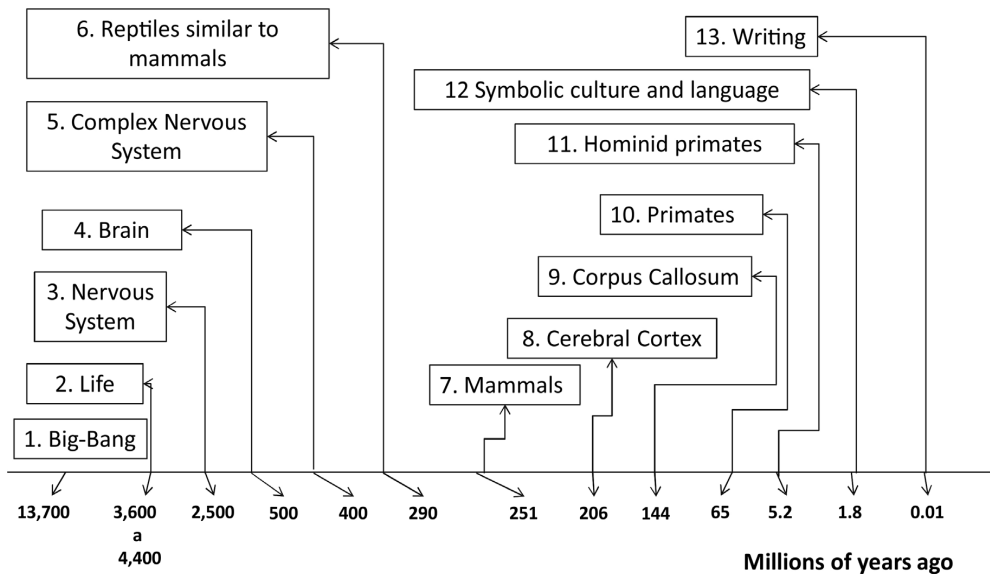 6. Reptiles similar to
mammals
13. Writing
12 Symbolic culture and language
5. Complex Nervous
System
11. Hominid primates
10. Primates
4. Brain
9. Corpus Callosum
3. Nervous
System
8. Cerebral Cortex
2. Life
7. Mammals
1. Big-Bang
13,700 3,600 2,500 500 400 290 251 206 144 65 5.2 1.8 0.01
a
4,400
Millions of years ago